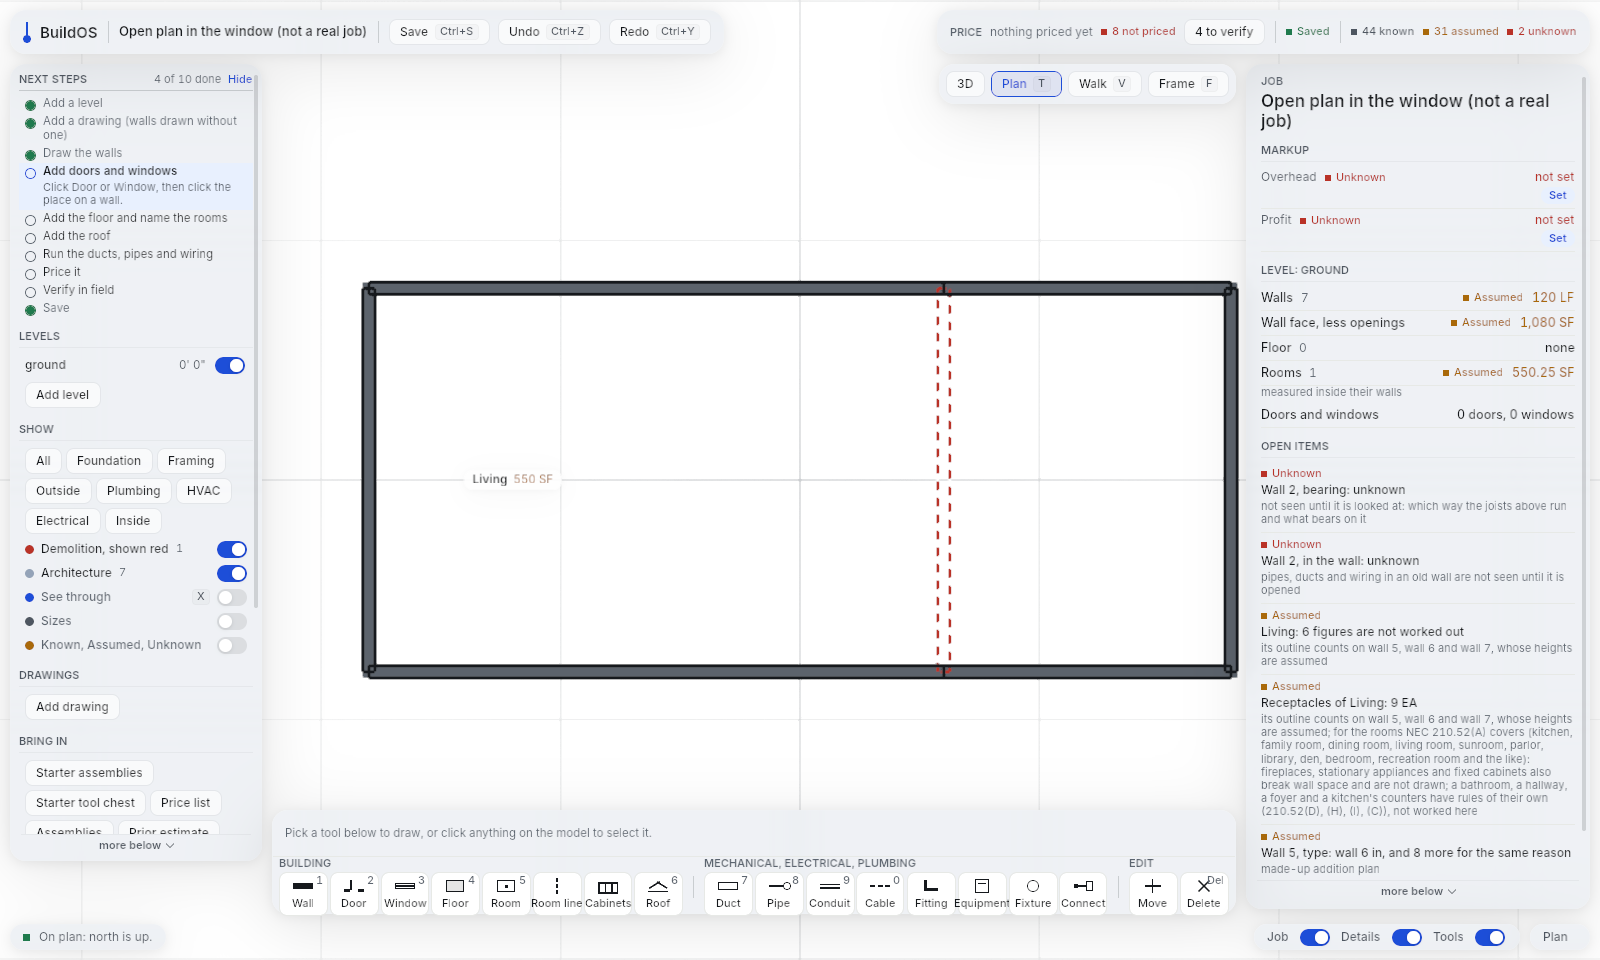 BuildOS
Open plan in the window (not a real job)
Save Ctrl+S
Undo Ctrl+Z
Redo Ctrl+Y
PRICE nothing priced yet 8 not priced 4 to verify Saved 44 known 31 assumed 2 unknown
3D
Plan T
Walk V
Frame F
NEXT STEPS 4 of 10 done Hide
Add a level
Add a drawing (walls drawn without
one)
Draw the walls
Add doors and windows
Click Door or Window, then click the
place on a wall.
Add the floor and name the rooms
Add the roof
Run the ducts, pipes and wiring
Price it
Verify in field
Save
LEVELS
ground 0' 0"
Add level
SHOW
All Foundation Framing
Outside Plumbing HVAC
Electrical Inside
Demolition, shown red 1
Architecture 7
See through X
Sizes
Known, Assumed, Unknown
DRAWINGS
Add drawing
BRING IN
Starter assemblies
Starter tool chest Price list
Assemblies Prior estimate
more below
On plan: north is up.
Living 550 SF
Pick a tool below to draw, or click anything on the model to select it.
BUILDING
Wall 1
Door 2
Window 3
Floor 4
Room 5
Room line
Cabinets
Roof 6
MECHANICAL, ELECTRICAL, PLUMBING
Duct 7
Pipe 8
Conduit 9
Cable 0
Fitting
Equipment
Fixture
Connect
EDIT
Move
Delete Del
JOB
Open plan in the window (not a real
job)
MARKUP
Overhead Unknown not set
Set
Profit Unknown not set
Set
LEVEL: GROUND
Walls 7 Assumed 120 LF
Wall face, less openings Assumed 1,080 SF
Floor 0 none
Rooms 1 Assumed 550.25 SF
measured inside their walls
Doors and windows 0 doors, 0 windows
OPEN ITEMS
Unknown
Wall 2, bearing: unknown
not seen until it is looked at: which way the joists above run
and what bears on it
Unknown
Wall 2, in the wall: unknown
pipes, ducts and wiring in an old wall are not seen until it is
opened
Assumed
Living: 6 figures are not worked out
its outline counts on wall 5, wall 6 and wall 7, whose heights
are assumed
Assumed
Receptacles of Living: 9 EA
its outline counts on wall 5, wall 6 and wall 7, whose heights
are assumed; for the rooms NEC 210.52(A) covers (kitchen,
family room, dining room, living room, sunroom, parlor,
library, den, bedroom, recreation room and the like):
fireplaces, stationary appliances and fixed cabinets also
break wall space and are not drawn; a bathroom, a hallway,
a foyer and a kitchen's counters have rules of their own
(210.52(D), (H), (I), (C)), not worked here
Assumed
Wall 5, type: wall 6 in, and 8 more for the same reason
made-up addition plan
more below
Job Details Tools Plan